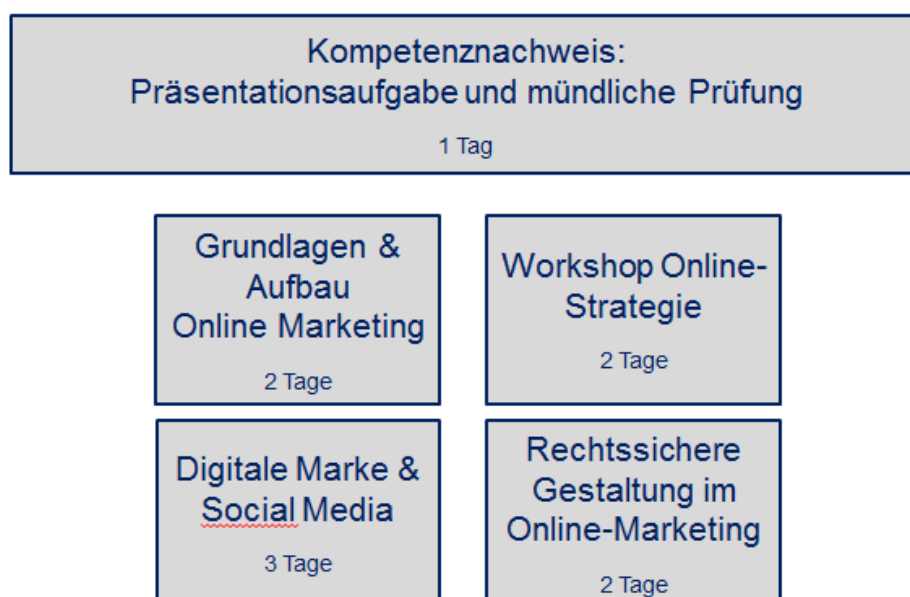 Kompetenznachweis:
Präsentationsaufgabe und mündliche Prüfung
1 Tag
Grundlagen &
Aufbau
Online Marketing
2 Tage
Workshop Online-
Strategie
2 Tage
Digitale Marke &
Social Media
3 Tage
Rechtssichere
Gestaltung im
Online-Marketing
2 Tage